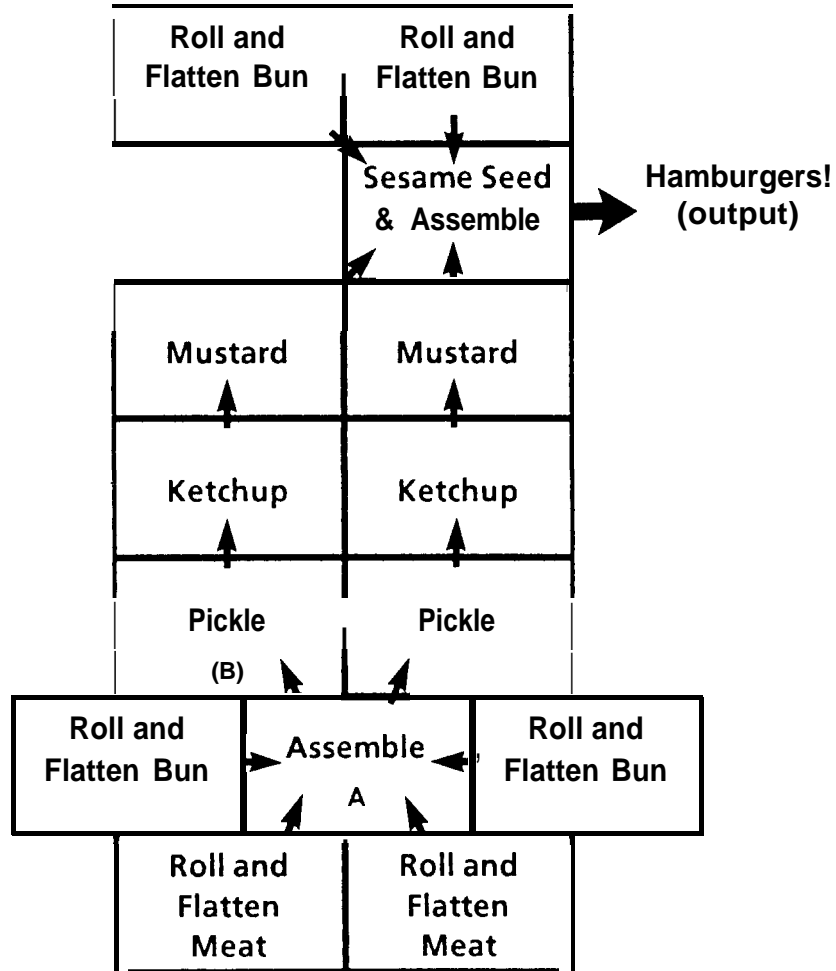 Roll and
Flatten Bun
Roll and
Flatten Bun
Sesame Seed
& Assemble
Hamburgers!
(output)
Mustard
Mustard
Ketchup
Ketchup
Pickle
(B)
Pickle
Roll and
Flatten Bun
Assemble
A
Roll and
Flatten Bun
Roll and
Flatten
Meat
Roll and
Flatten
Meat